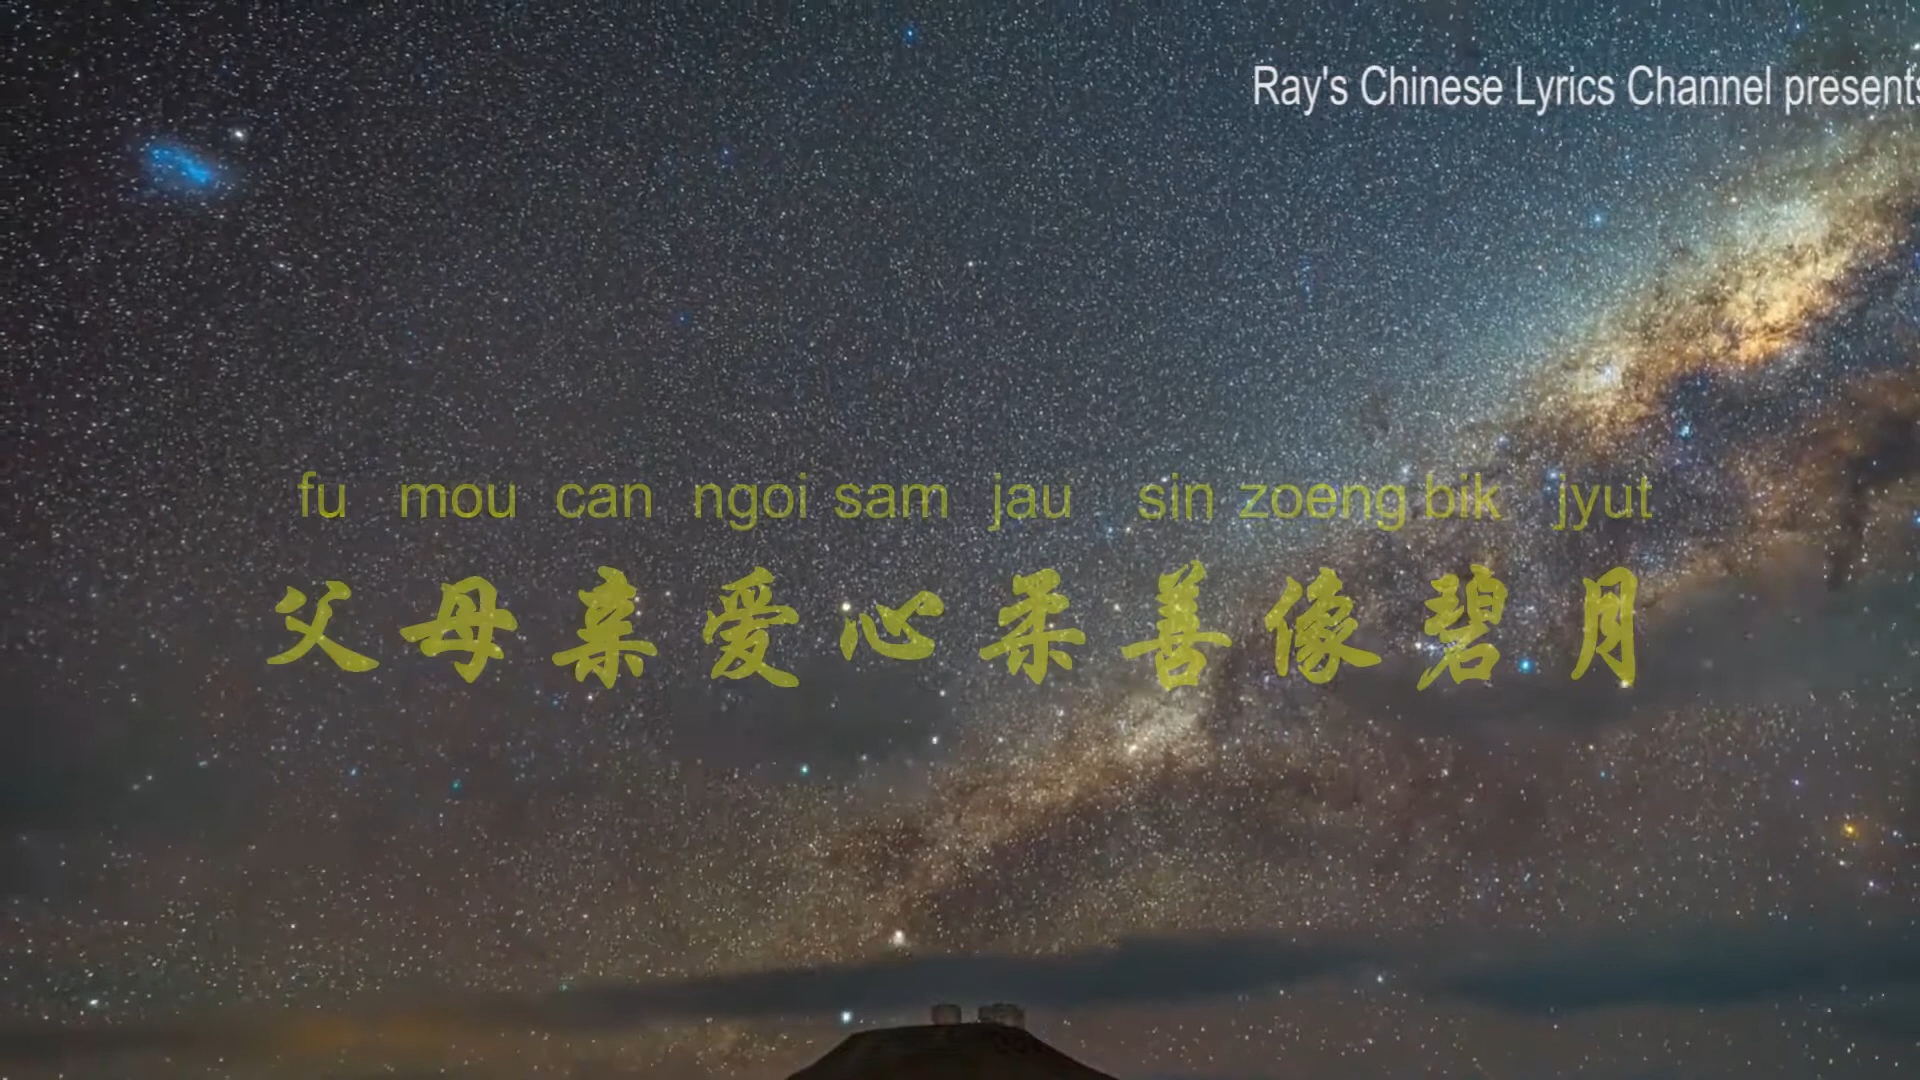 Ray's Chinese Lyrics Channel presents
fu mou can ngoi sam jau sin zoeng bik jyut
父母亲爱心柔善像碧月